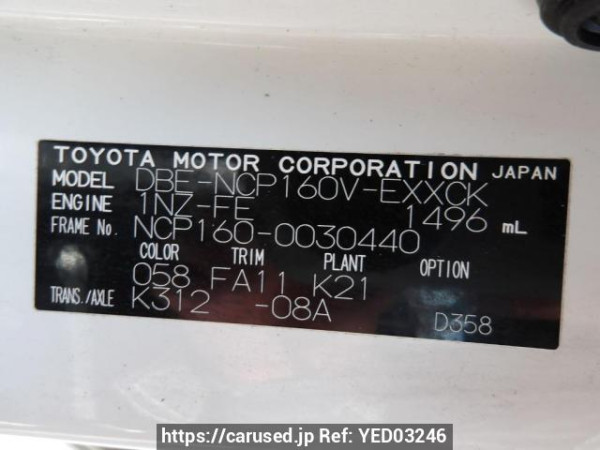 TOYOTA MOTOR CORPORATION JAPAN
MODEL DBE-NCP160V-EXXCK
ENGINE 1NZ-FE 1496 mL
FRAME No. NCP160-0030440
COLOR TRIM PLANT OPTION
058 FA11 K21
TRANS./AXLE K312 -08A
D358
https://carused.jp Ref: YED03246